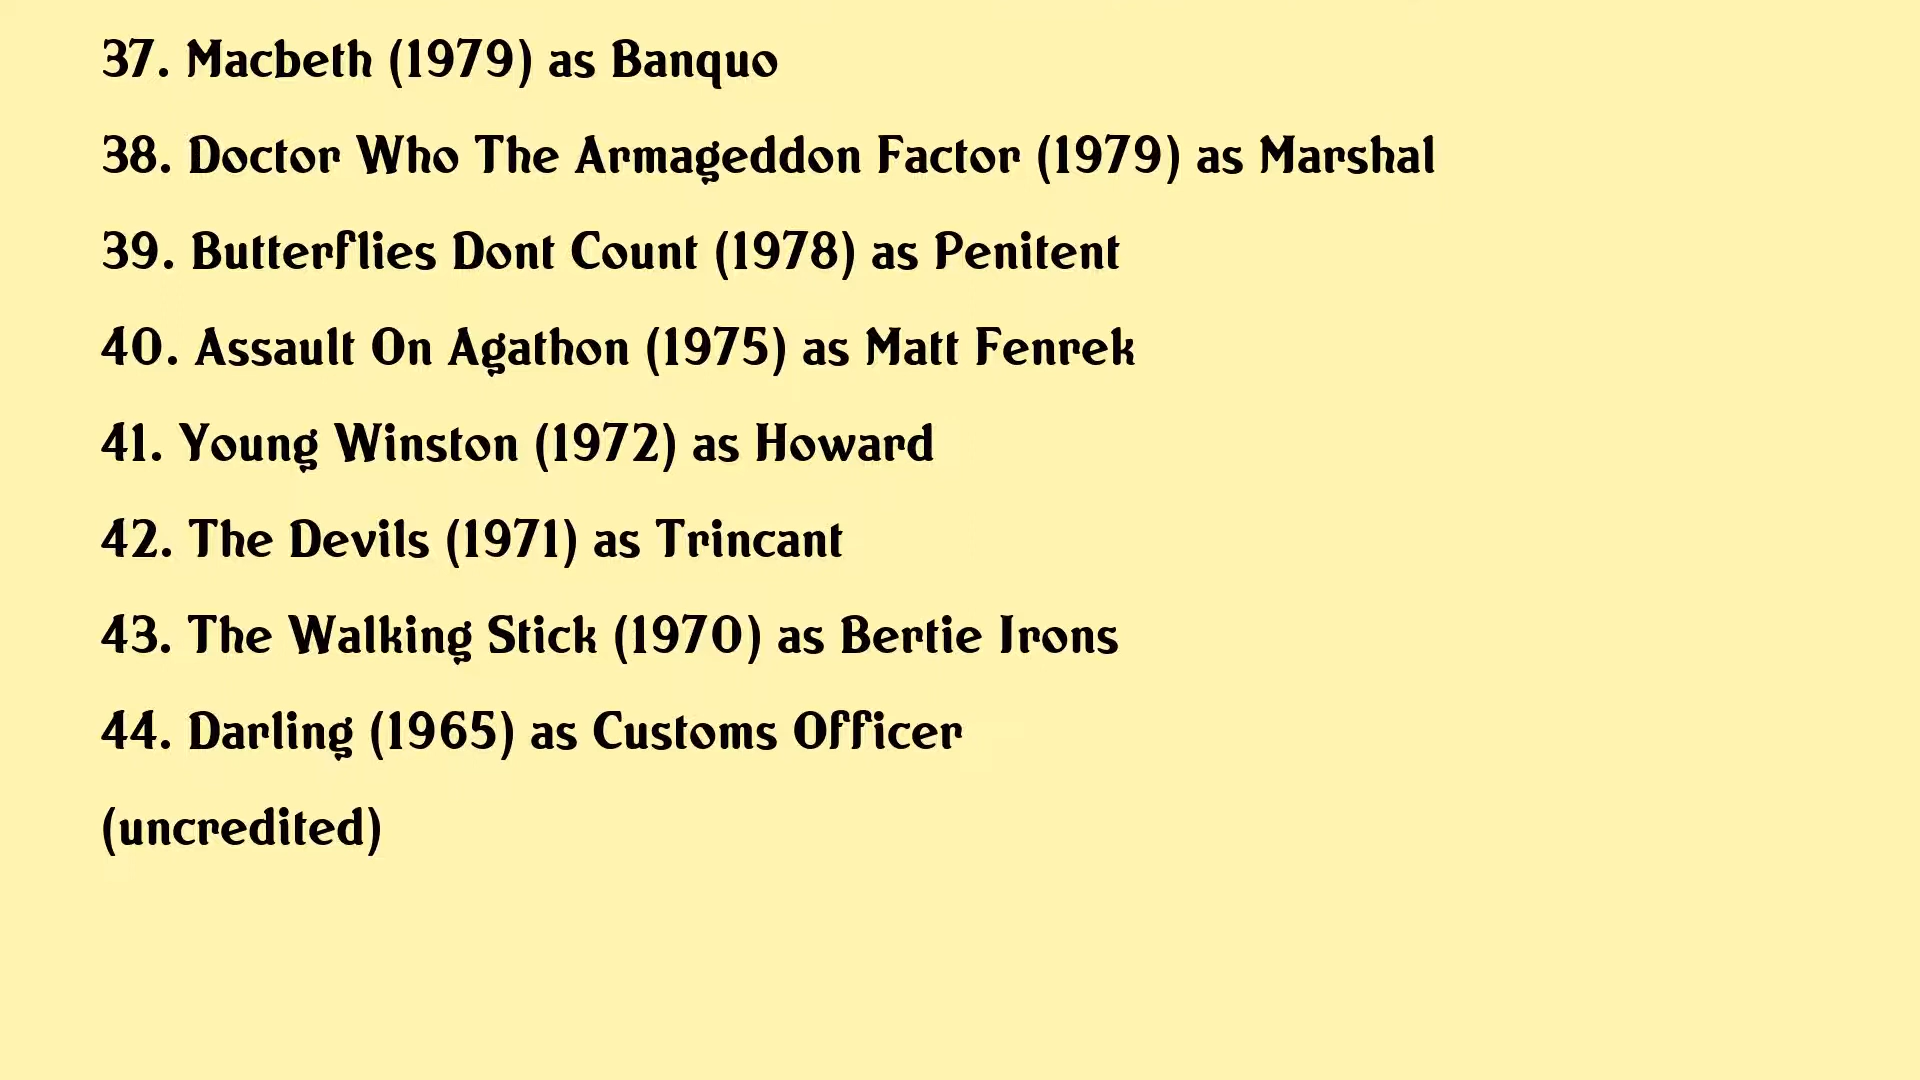 37. Macbeth (1979) as Banquo
38. Doctor Who The Armageddon Factor (1979) as Marshal
39. Butterflies Dont Count (1978) as Penitent
40. Assault On Agathon (1975) as Matt Fenrek
41. Young Winston (1972) as Howard
42. The Devils (1971) as Trincant
43. The Walking Stick (1970) as Bertie Irons
44. Darling (1965) as Customs Officer
(uncredited)